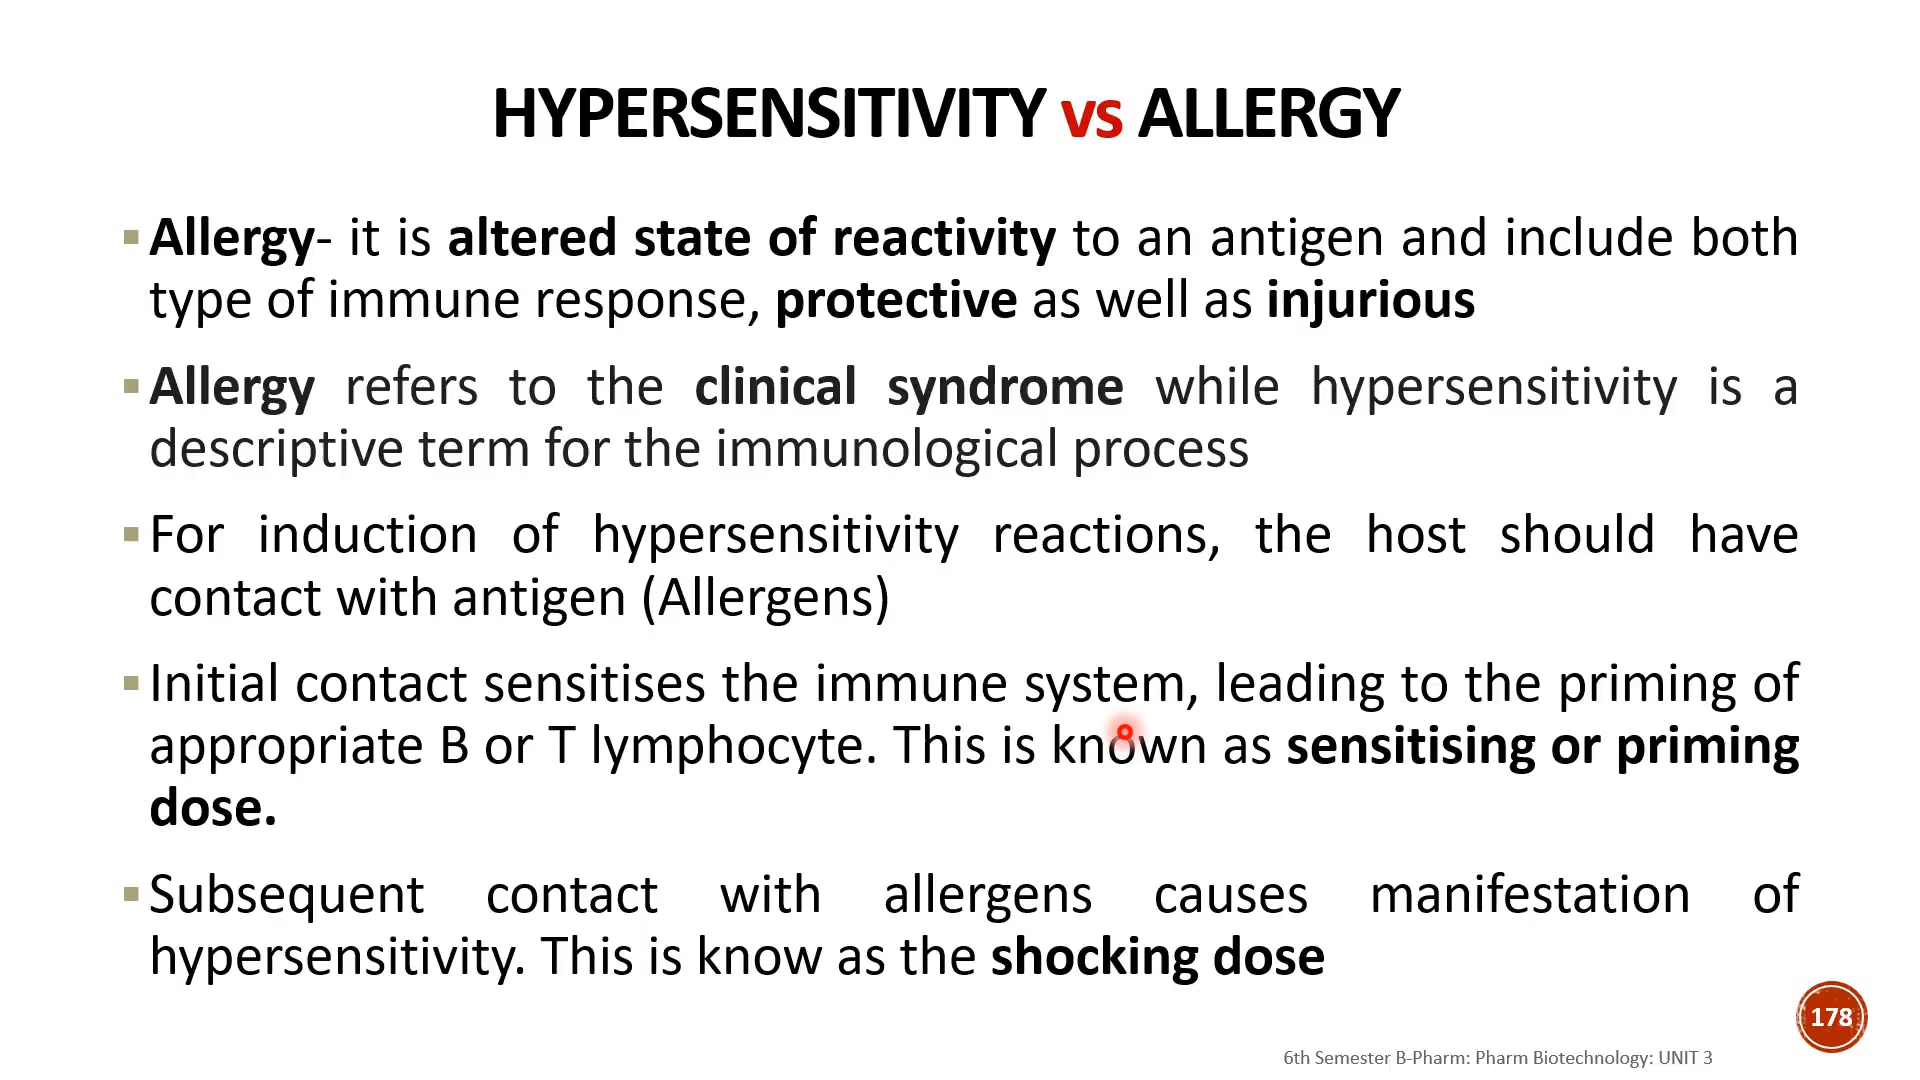 HYPERSENSITIVITY vs ALLERGY
▪Allergy- it is altered state of reactivity to an antigen and include both
type of immune response, protective as well as injurious
▪Allergy refers to the clinical syndrome while hypersensitivity is a
descriptive term for the immunological process
▪For induction of hypersensitivity reactions, the host should have
contact with antigen (Allergens)
▪Initial contact sensitises the immune system, leading to the priming of
appropriate B or T lymphocyte. This is known as sensitising or priming
dose.
▪Subsequent contact with allergens causes manifestation of
hypersensitivity. This is know as the shocking dose
178
6th Semester B-Pharm: Pharm Biotechnology: UNIT 3